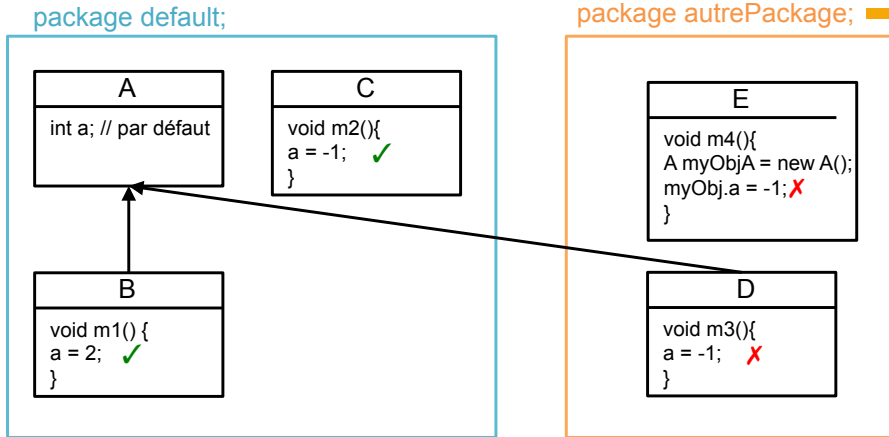 package default;
package autrePackage;
A
int a; // par défaut
C
void m2(){
a = -1; ✓
}
E
void m4(){
A myObjA = new A();
myObj.a = -1;✗
}
B
void m1() {
a = 2; ✓
}
D
void m3(){
a = -1; ✗
}